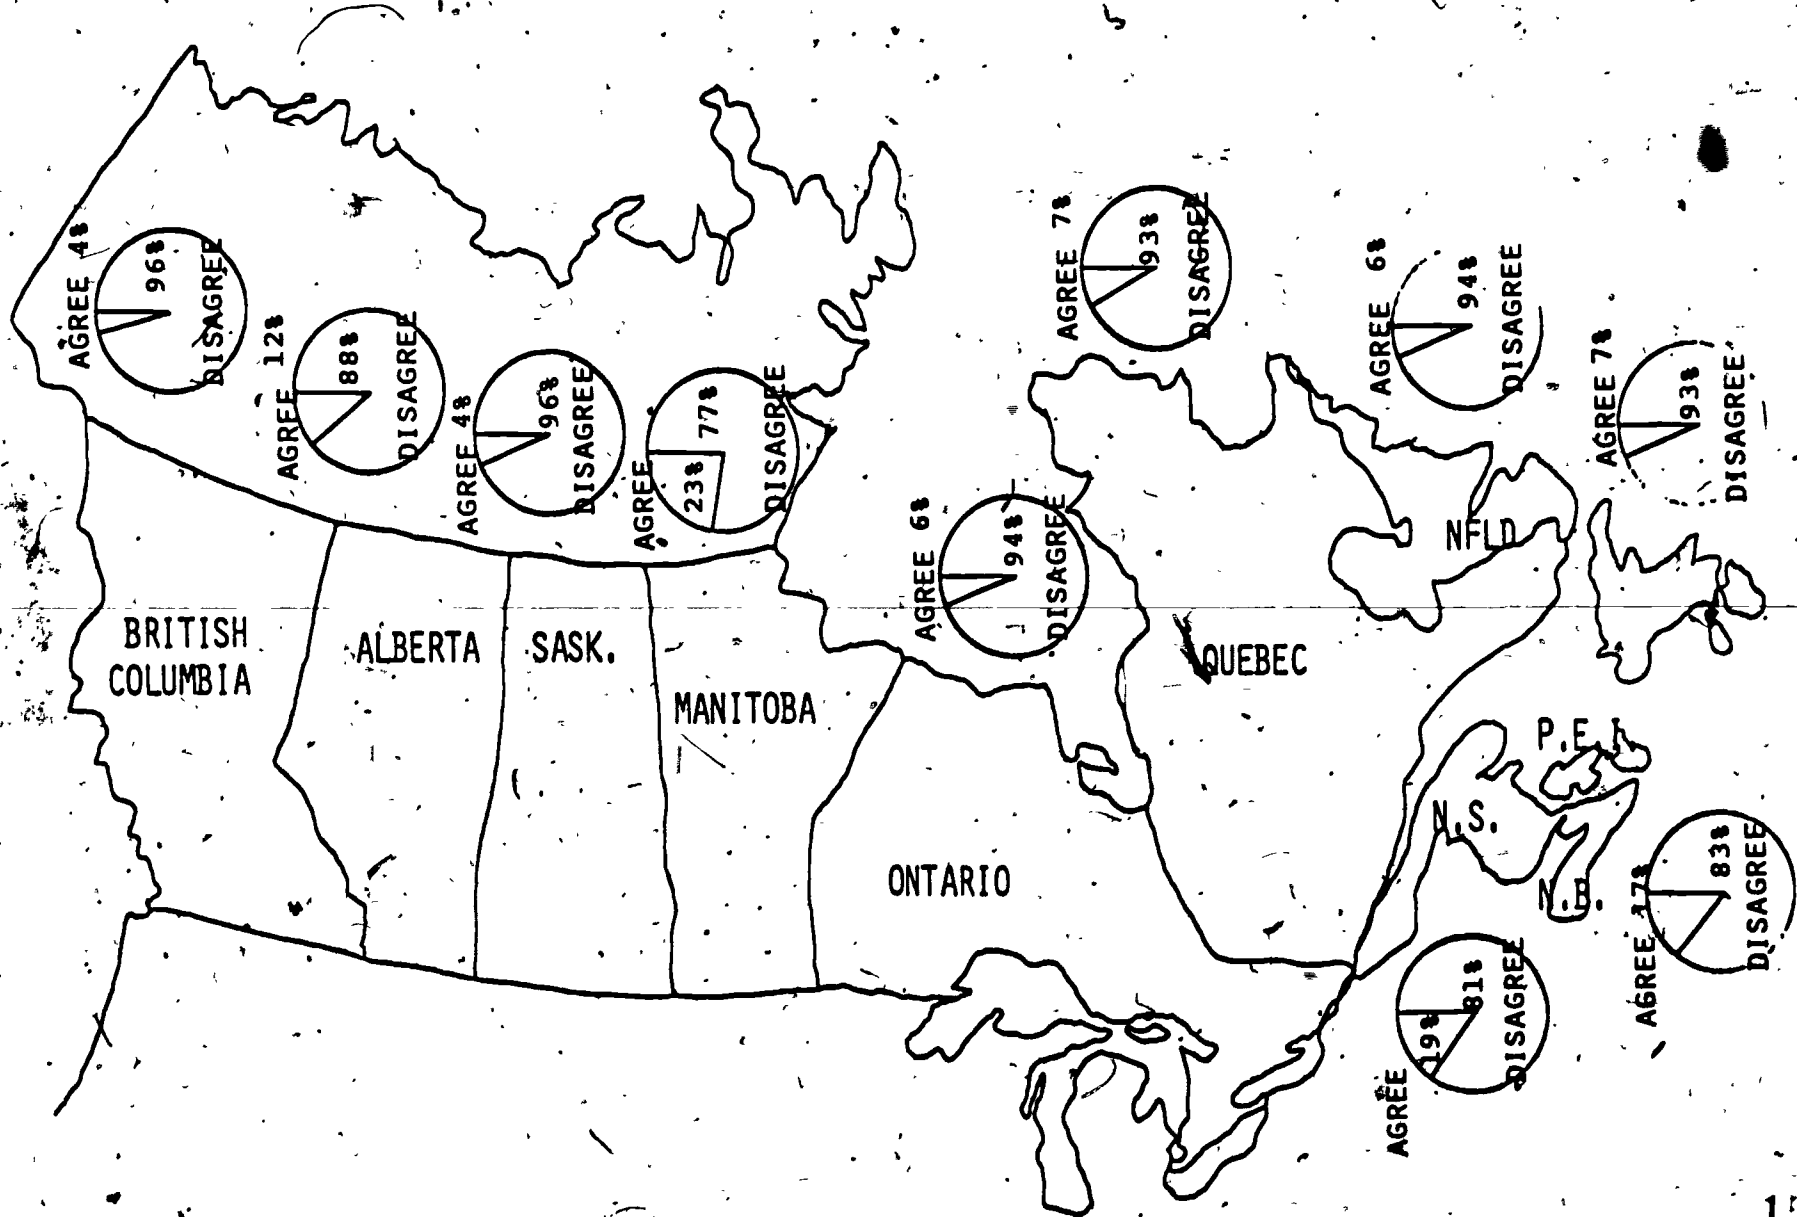 AGREE 4%
96%
DISAGREE
AGREE 12%
88%
DISAGREE
AGREE 4%
96%
DISAGREE
AGREE
23%
77%
DISAGREE
AGREE 6%
94%
DISAGREE
AGREE 7%
93%
DISAGREE
AGREE 6%
94%
DISAGREE
AGREE 7%
93%
DISAGREE
BRITISH
COLUMBIA
ALBERTA
SASK.
MANITOBA
ONTARIO
QUEBEC
NFLD
P.E.I.
N.S.
N.B.
AGREE 17%
83%
DISAGREE
AGREE
19%
81%
DISAGREE